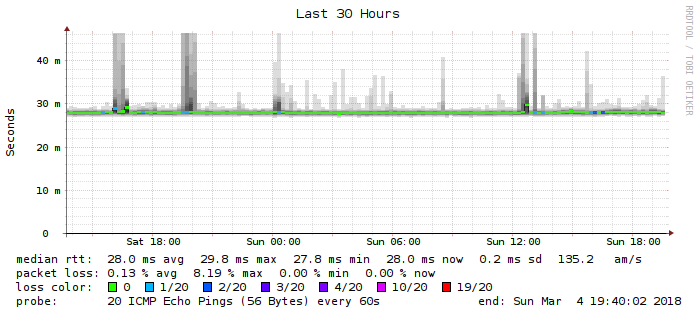 Last 30 Hours
RRDTOOL / TOBI OETIKER
Seconds
40 m
30 m
20 m
10 m
0
Sat 18:00 Sun 00:00 Sun 06:00 Sun 12:00 Sun 18:00
median rtt: 28.0 ms avg 29.8 ms max 27.8 ms min 28.0 ms now 0.2 ms sd 135.2 am/s
packet loss: 0.13 % avg 8.19 % max 0.00 % min 0.00 % now
loss color: 0 1/20 2/20 3/20 4/20 10/20 19/20
probe: 20 ICMP Echo Pings (56 Bytes) every 60s end: Sun Mar 4 19:40:02 2018